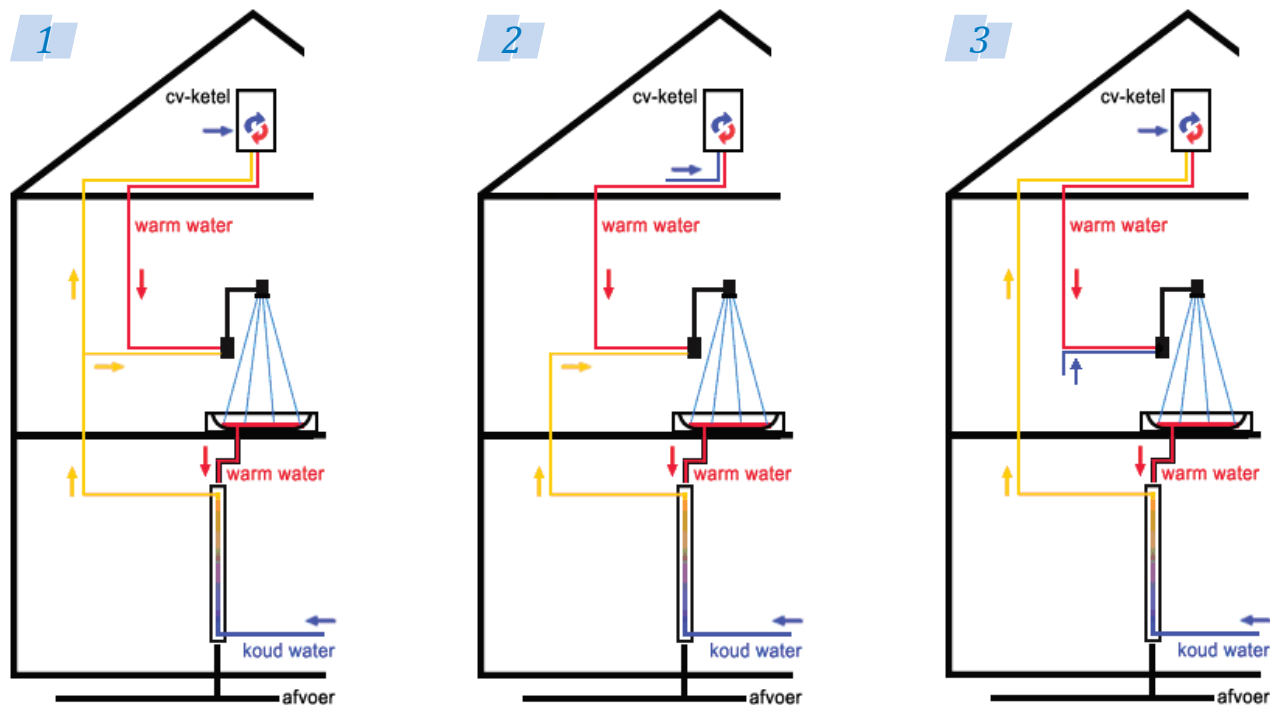 1
cv-ketel
warm water
warm water
koud water
afvoer
2
cv-ketel
warm water
warm water
koud water
afvoer
3
cv-ketel
warm water
warm water
koud water
afvoer